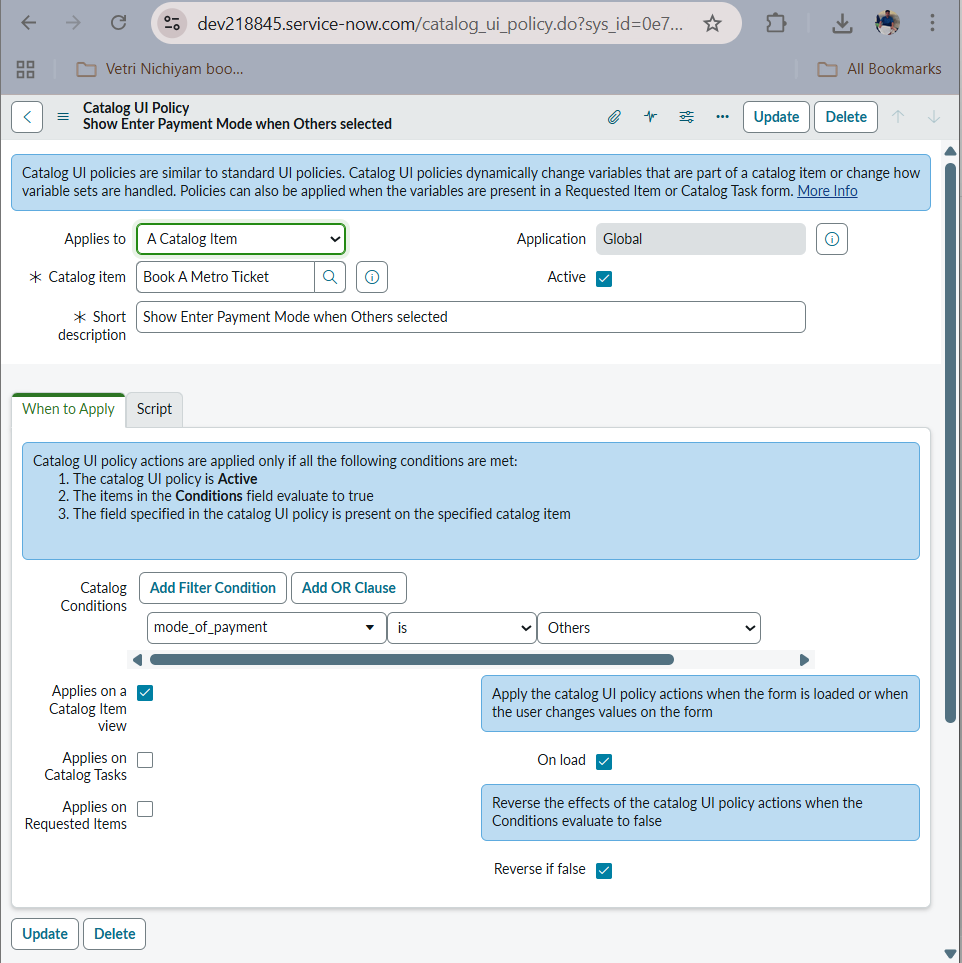 dev218845.service-now.com/catalog_ui_policy.do?sys_id=0e7...
Vetri Nichiyam boo...
All Bookmarks
Catalog UI Policy
Show Enter Payment Mode when Others selected
Update
Delete
Catalog UI policies are similar to standard UI policies. Catalog UI policies dynamically change variables that are part of a catalog item or change how
variable sets are handled. Policies can also be applied when the variables are present in a Requested Item or Catalog Task form. More Info
Applies to
A Catalog Item
Application
Global
Catalog item
Book A Metro Ticket
Active
Short
description
Show Enter Payment Mode when Others selected
When to Apply
Script
Catalog UI policy actions are applied only if all the following conditions are met:
1. The catalog UI policy is Active
2. The items in the Conditions field evaluate to true
3. The field specified in the catalog UI policy is present on the specified catalog item
Catalog
Conditions
Add Filter Condition
Add OR Clause
mode_of_payment
is
Others
Applies on a
Catalog Item
view
Apply the catalog UI policy actions when the form is loaded or when
the user changes values on the form
Applies on
Catalog Tasks
On load
Applies on
Requested Items
Reverse the effects of the catalog UI policy actions when the
Conditions evaluate to false
Reverse if false
Update
Delete